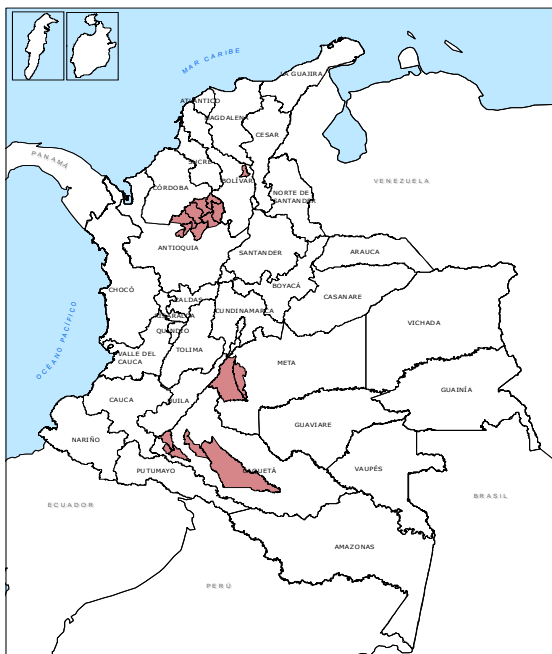 MAR CARIBE
LA GUAJIRA
ATLÁNTICO
MAGDALENA
CESAR
PANAMÁ
SUCRE
BOLÍVAR
VENEZUELA
CÓRDOBA
NORTE DE
SANTANDER
ANTIOQUIA
SANTANDER
ARAUCA
CHOCÓ
BOYACÁ
CASANARE
CALDAS
CUNDINAMARCA
VICHADA
OCÉANO PACÍFICO
QUINDIO
VALLE DEL
CAUCA
TOLIMA
META
GUAINÍA
CAUCA
HUILA
GUAVIARE
NARIÑO
PUTUMAYO
CAQUETÁ
VAUPÉS
ECUADOR
BRASIL
AMAZONAS
PERÚ